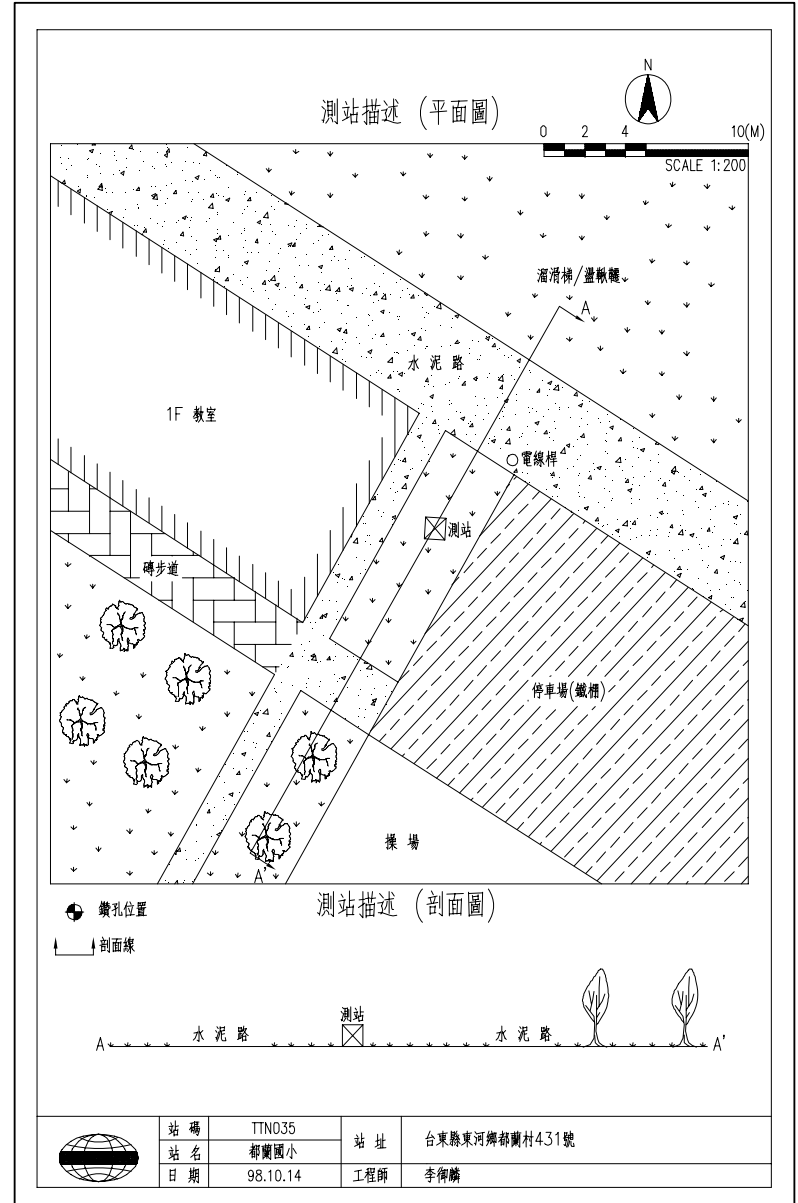 N
測站描述 (平面圖)
0 2 4 10(M)
SCALE 1:200
溜滑梯/盪鞦韆
A
水泥路
1F 教室
電線桿
測站
磚步道
停車場(鐵棚)
操場
A'
鑽孔位置
測站描述 (剖面圖)
剖面線
測站
A 水泥路 水泥路 A'
站碼 TTN035
站名 都蘭國小
站址 台東縣東河鄉都蘭村431號
日期 98.10.14
工程師 李御麟